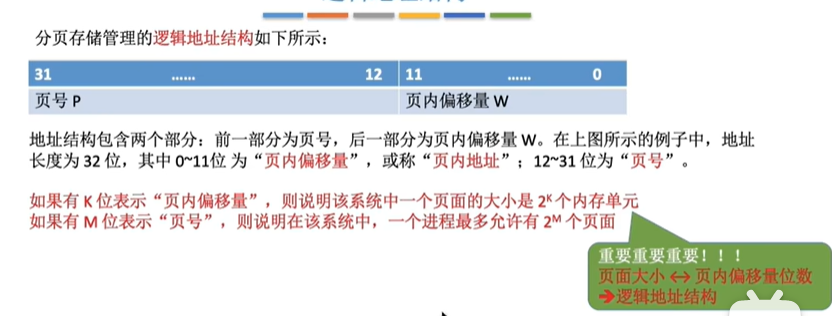 分页存储管理的逻辑地址结构如下所示：
31 …… 12 11 …… 0
页号 P 页内偏移量 W
地址结构包含两个部分：前一部分为页号，后一部分为页内偏移量 W。在上图所示的例子中，地址
长度为 32 位，其中 0~11位 为“页内偏移量”，或称“页内地址”；12~31 位为“页号”。
如果有 K 位表示“页内偏移量”，则说明该系统中一个页面的大小是 2ᴷ 个内存单元
如果有 M 位表示“页号”，则说明在该系统中，一个进程最多允许有 2ᴹ 个页面
重要重要重要！！！
页面大小 ↔ 页内偏移量位数
➔逻辑地址结构